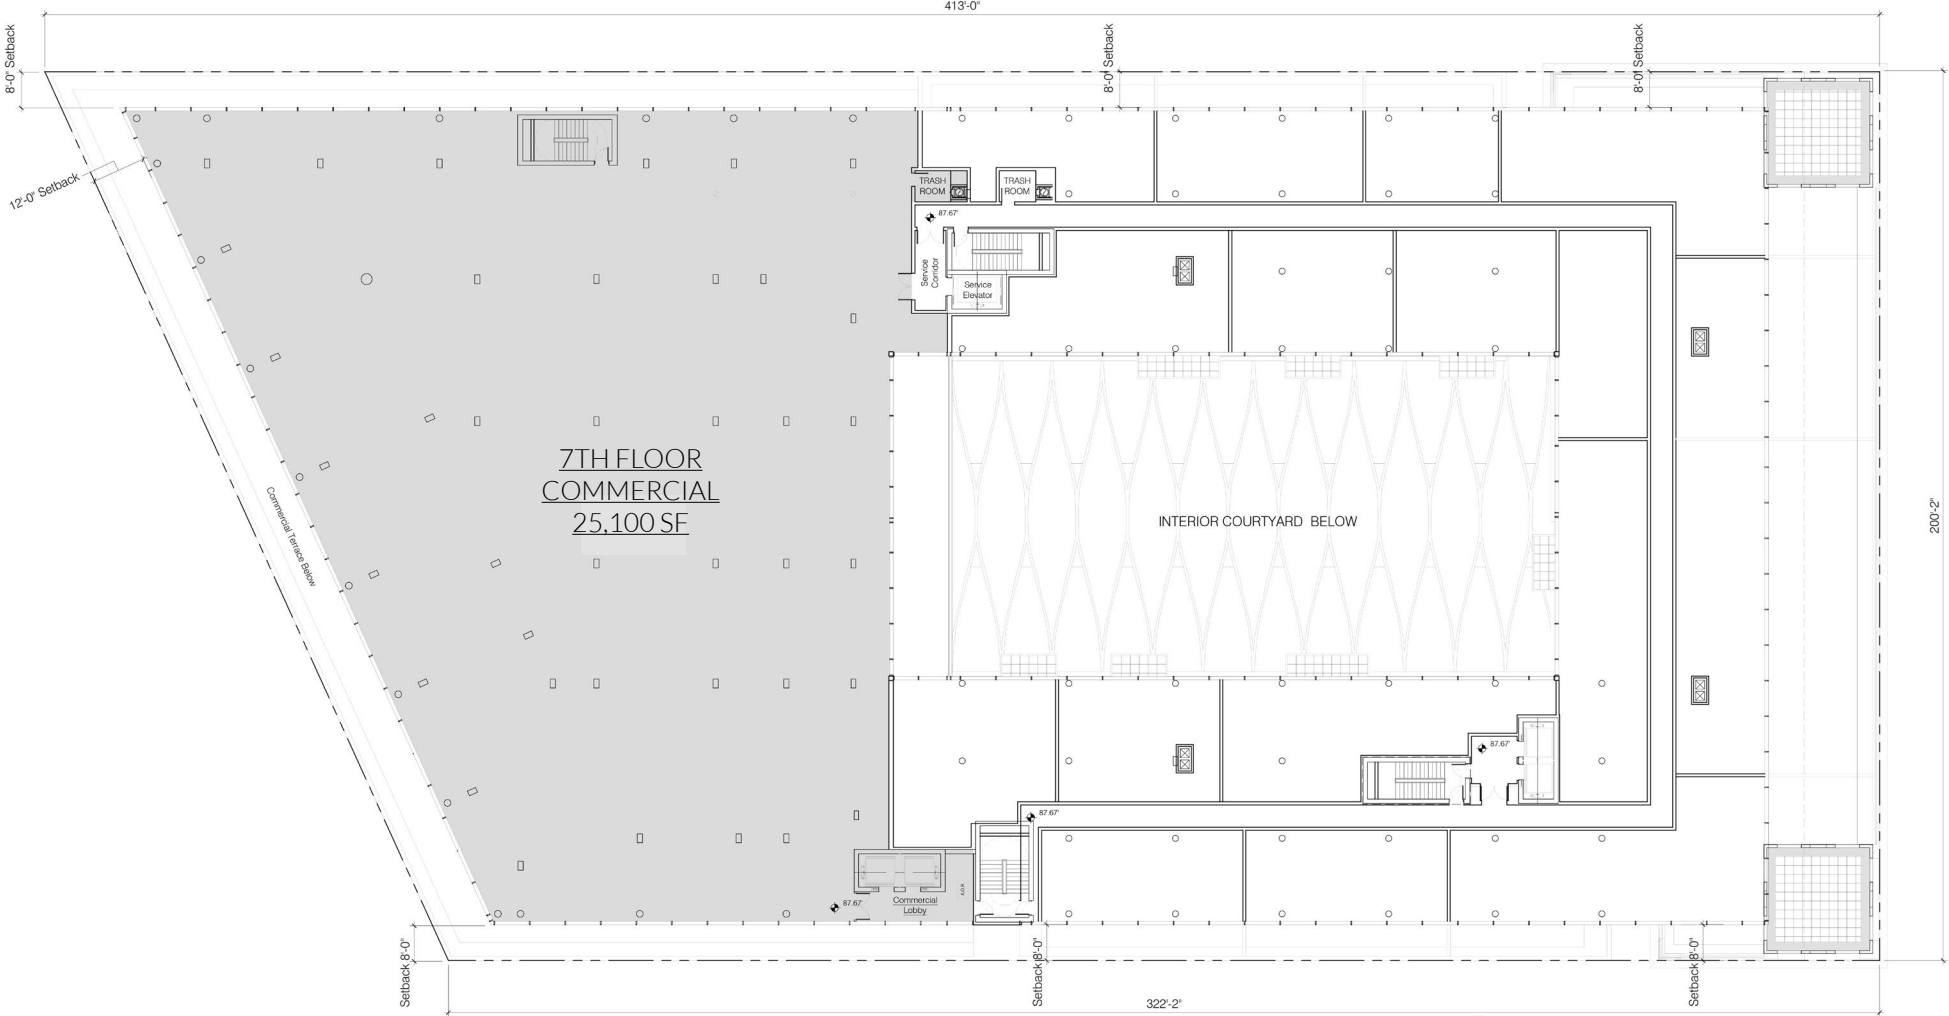 413'-0"
8'-0" Setback
8'-0" Setback
8'-0" Setback
12'-0" Setback
TRASH
ROOM
TRASH
ROOM
87.67'
Service
Corridor
Service
Elevator
7TH FLOOR
COMMERCIAL
25,100 SF
Commercial Terrace Below
INTERIOR COURTYARD BELOW
200'-2"
87.67'
87.67'
A.D.R.
87.67'
Commercial
Lobby
Setback 8'-0"
Setback 8'-0"
Setback 8'-0"
322'-2"